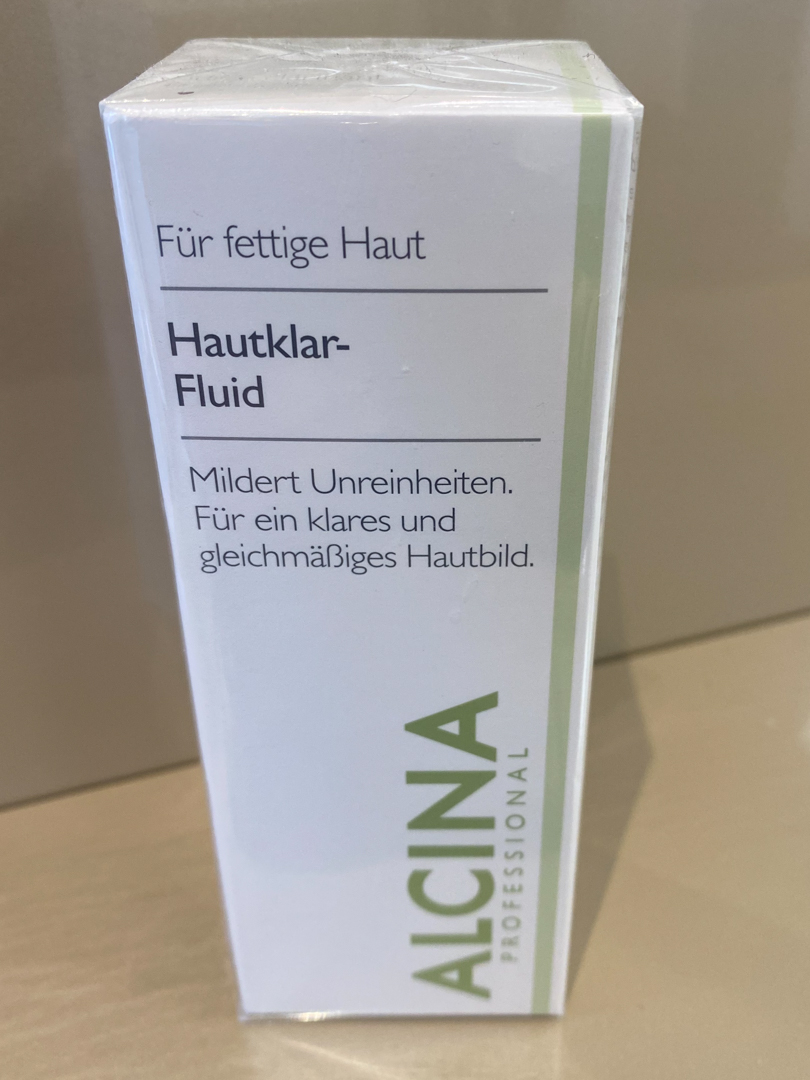 Für fettige Haut
Hautklar-
Fluid
Mildert Unreinheiten.
Für ein klares und
gleichmäßiges Hautbild.
ALCINA
PROFESSIONAL